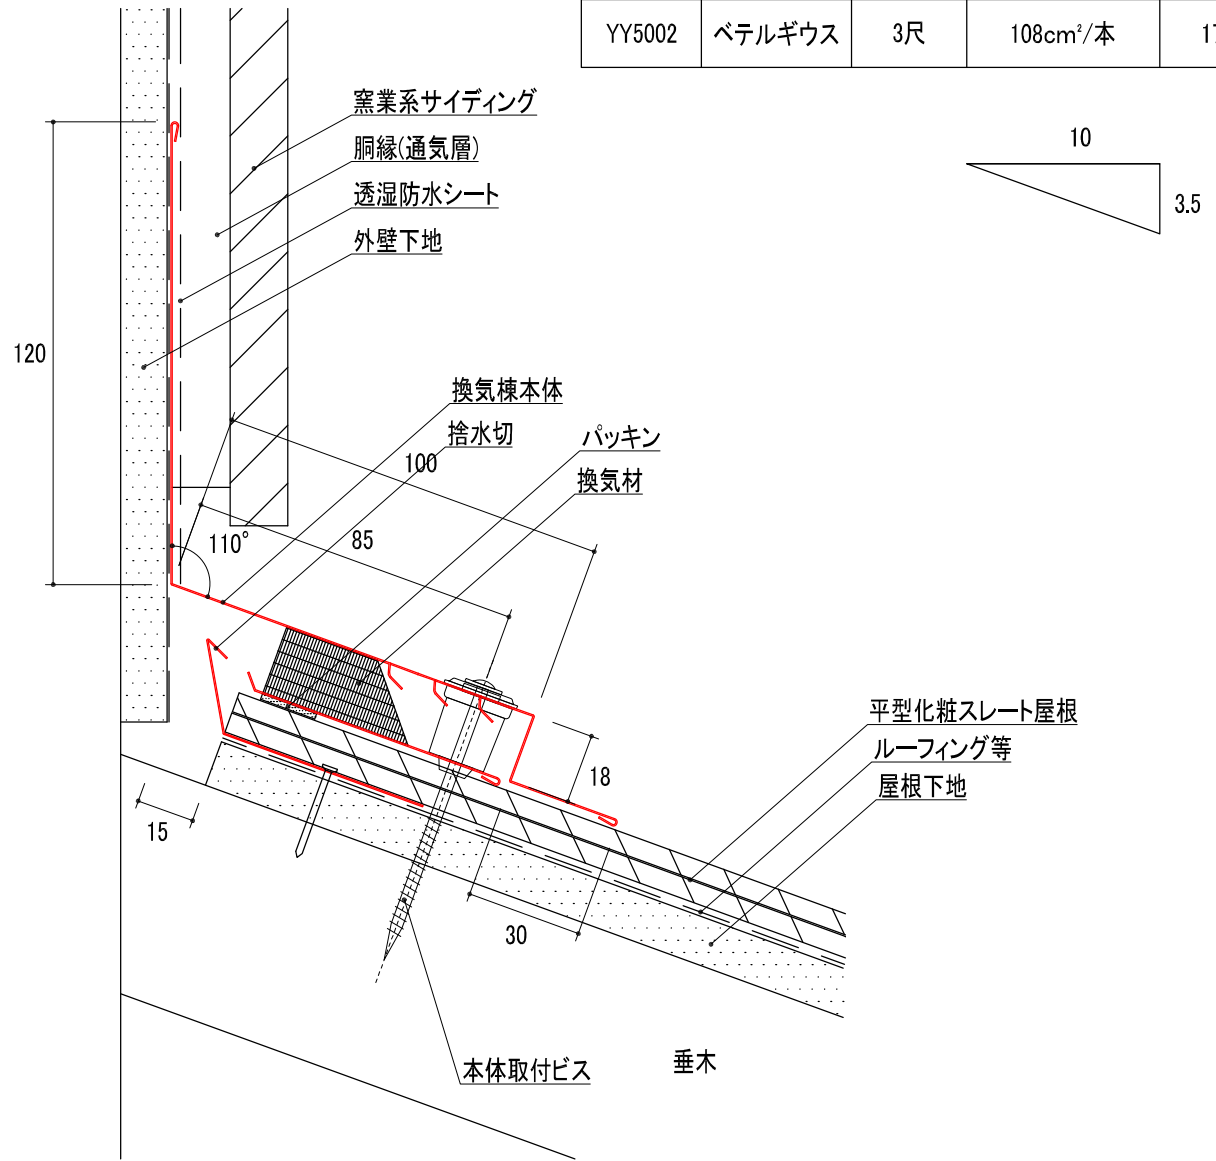 YY5002 ベテルギウス 3尺 108cm²/本 17
窯業系サイディング
胴縁(通気層)
透湿防水シート
外壁下地
10
3.5
120
換気棟本体
捨水切
パッキン
換気材
100
85
110°
平型化粧スレート屋根
ルーフィング等
屋根下地
18
15
30
本体取付ビス
垂木